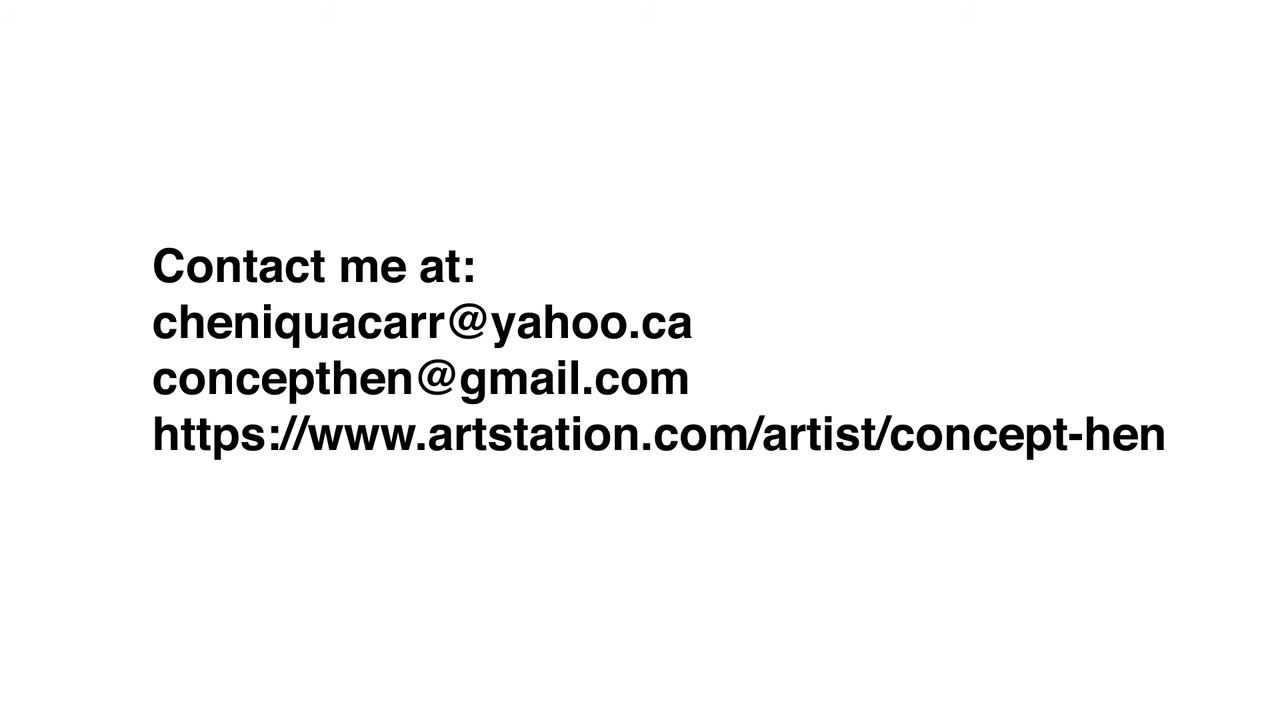 Contact me at:
cheniquacarr@yahoo.ca
concepthen@gmail.com
https://www.artstation.com/artist/concept-hen